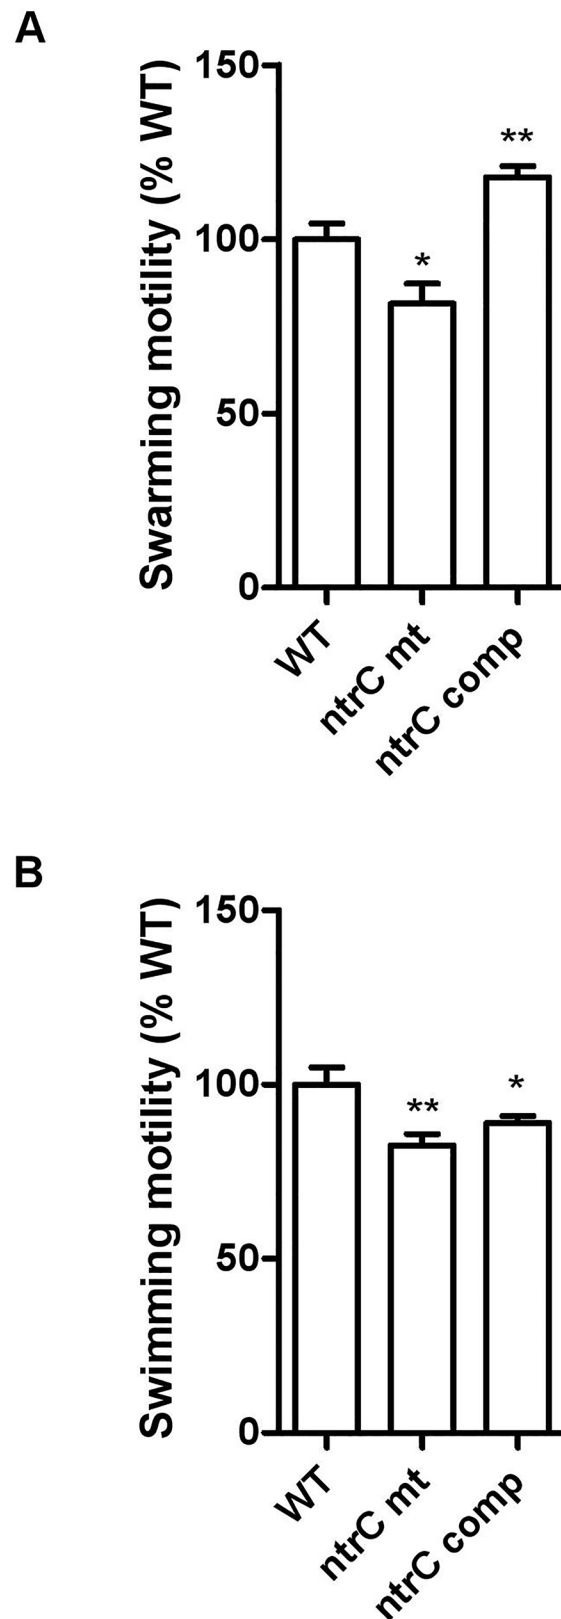 A
Swarming motility (% WT)
150
100
50
0
*
**
WT
ntrC mt
ntrC comp
B
Swimming motility (% WT)
150
100
50
0
**
*
WT
ntrC mt
ntrC comp